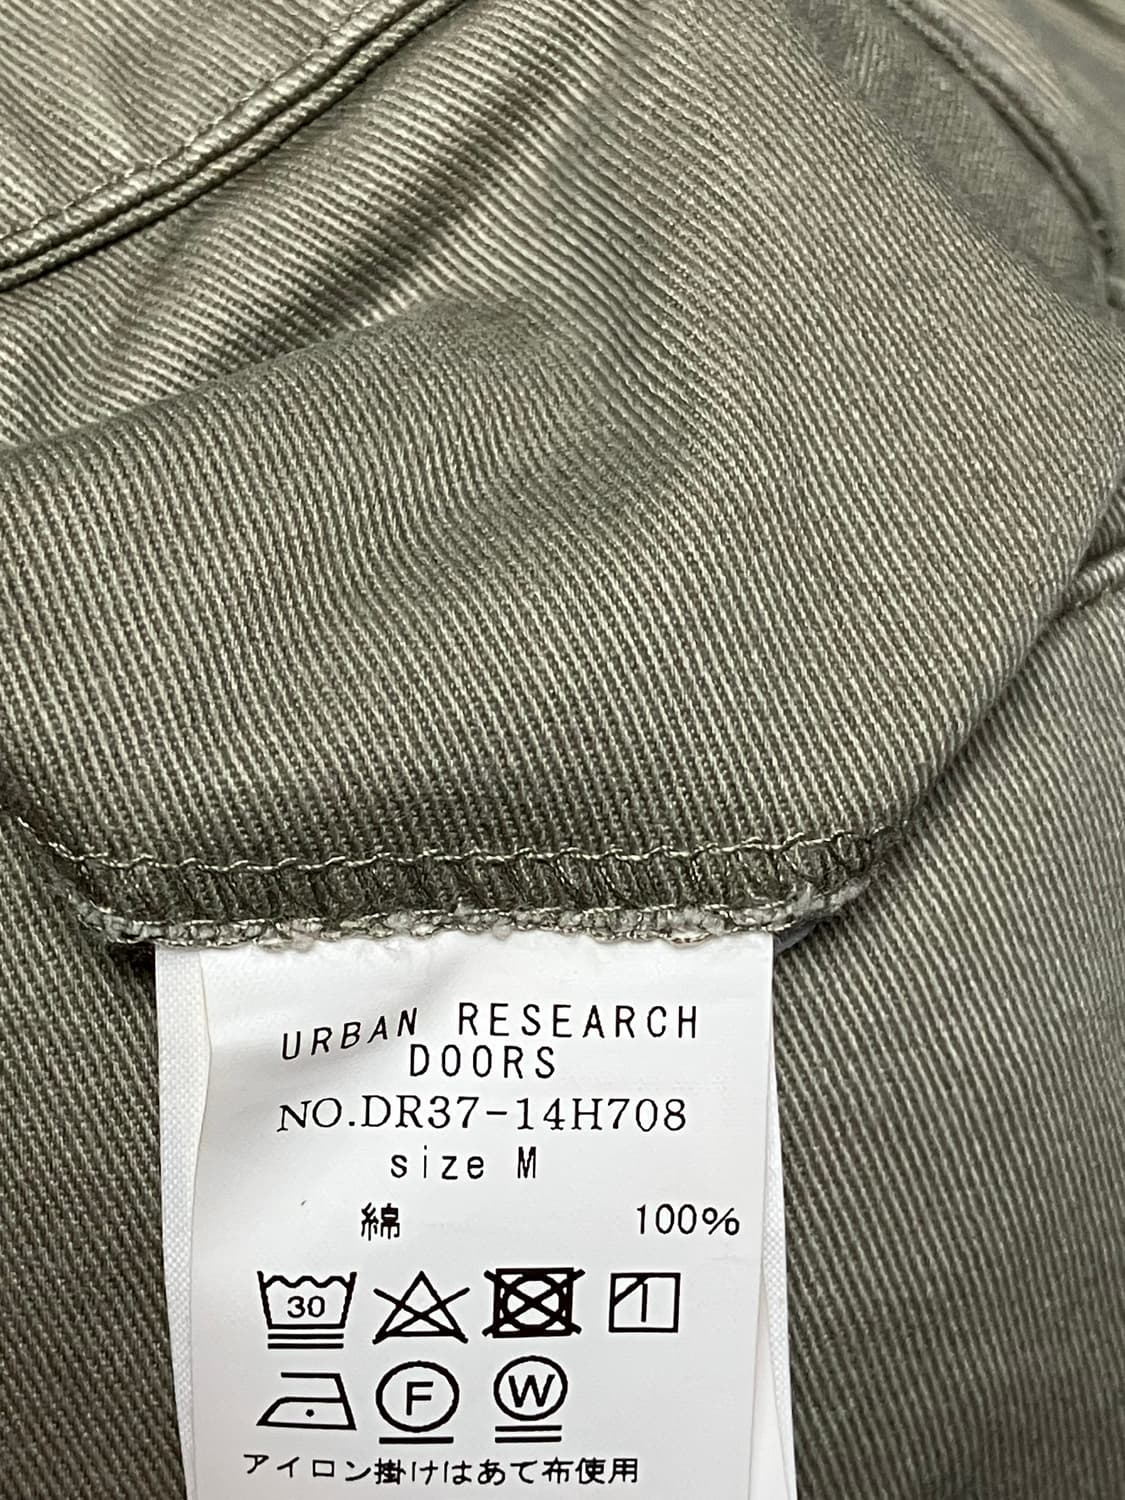 URBAN RESEARCH
DOORS
NO.DR37-14H708
size M
綿 100%
30
F W
アイロン掛けはあて布使用